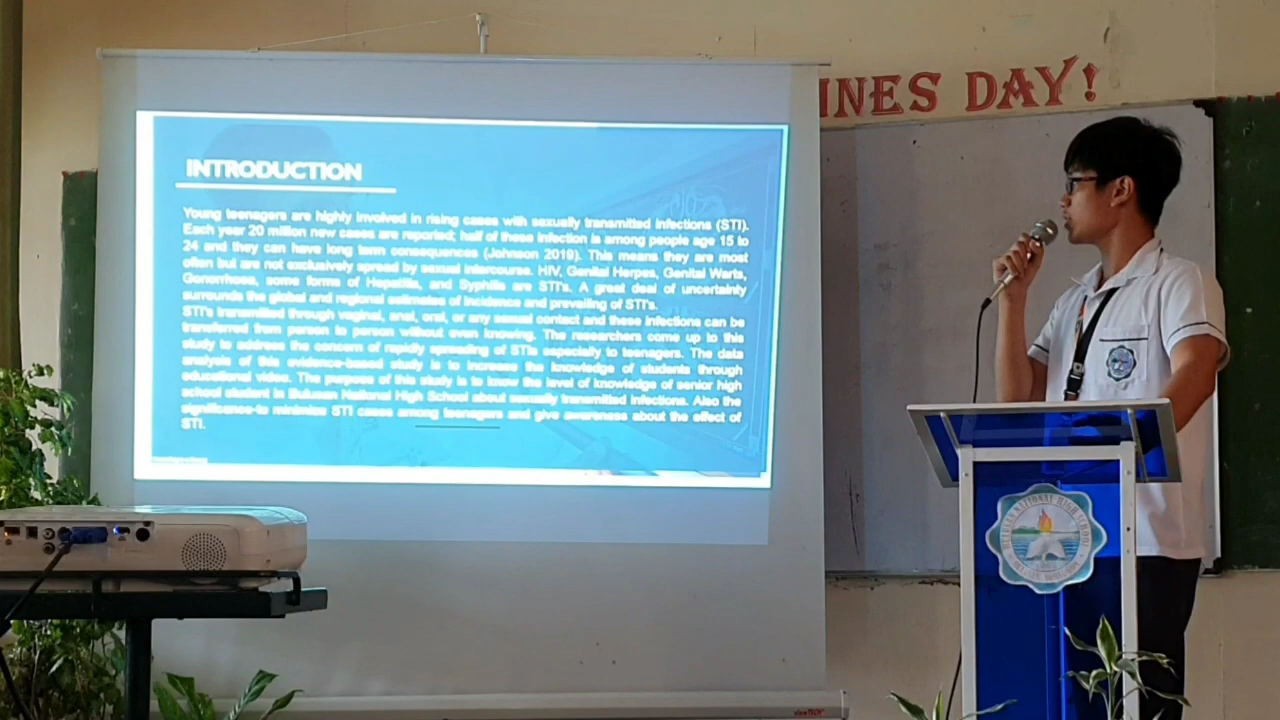 INES DAY!
INTRODUCTION
Young teenagers are highly involved in rising cases with sexually transmitted infections (STI).
Each year 20 million new cases are reported; half of these infection is among people age 15 to
24 and they can have long term consequences (Johnson 2019). This means they are most
often but are not exclusively spread by sexual intercourse. HIV, Genital Herpes, Genital Warts,
Gonorrhoea, some forms of Hepatitis, and Syphilis are STI's. A great deal of uncertainty
surrounds the global and regional estimates of incidence and prevailing of STI's.
STI's transmitted through vaginal, anal, oral, or any sexual contact and these infections can be
transferred from person to person without even knowing. The researchers come up to this
study to address the concern of rapidly spreading of STIs especially to teenagers. The data
analysis of this evidence-based study is to increase the knowledge of students through
educational video. The purpose of this study is to know the level of knowledge of senior high
school student in Bulusan National High School about sexually transmitted infections. Also the
significance to minimize STI cases among teenagers and give awareness about the effect of
STI.
BULUSAN NATIONAL HIGH SCHOOL